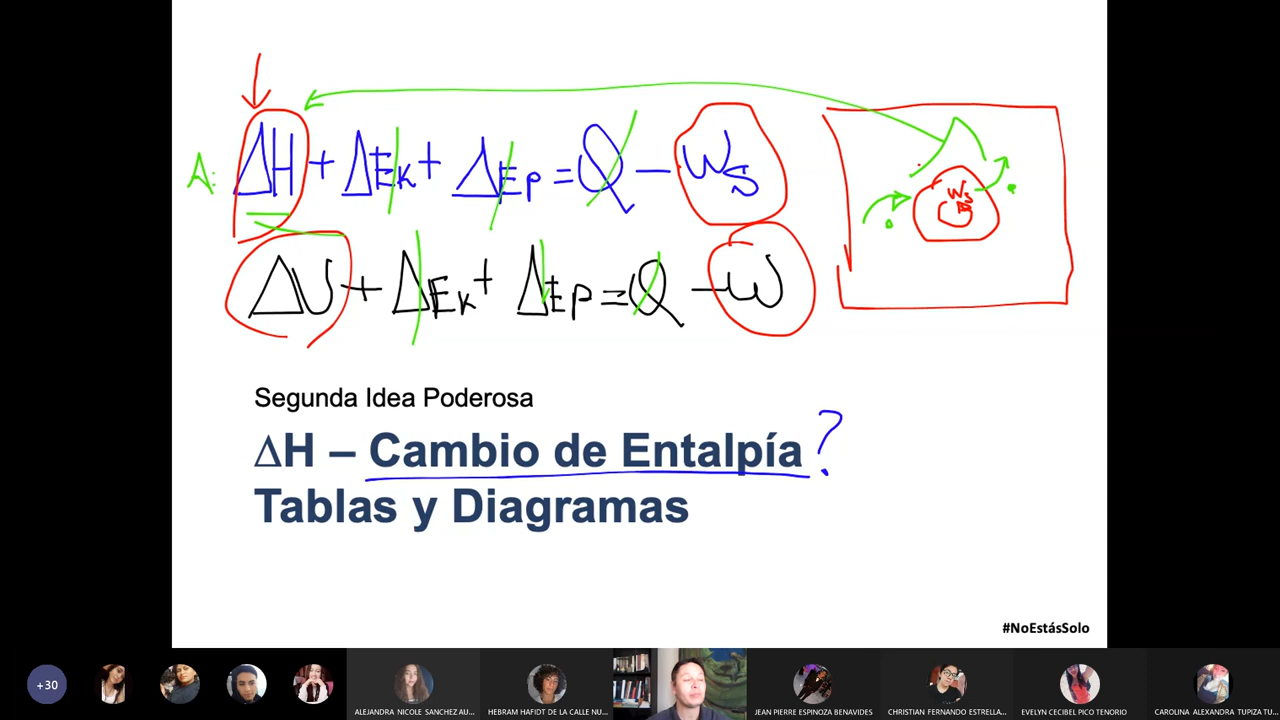 A: ΔH + ΔEk + ΔEp = Q - Ws
Ws
ΔU + ΔEk + ΔEp = Q - W
Segunda Idea Poderosa
ΔH – Cambio de Entalpía ?
Tablas y Diagramas
#NoEstásSolo
+30
ALEJANDRA NICOLE SANCHEZ AU...
HEBRAM HAFIDT DE LA CALLE NU...
JEAN PIERRE ESPINOZA BENAVIDES
CHRISTIAN FERNANDO ESTRELLA...
EVELYN CECIBEL PICO TENORIO
CAROLINA ALEXANDRA TUPIZA TU...